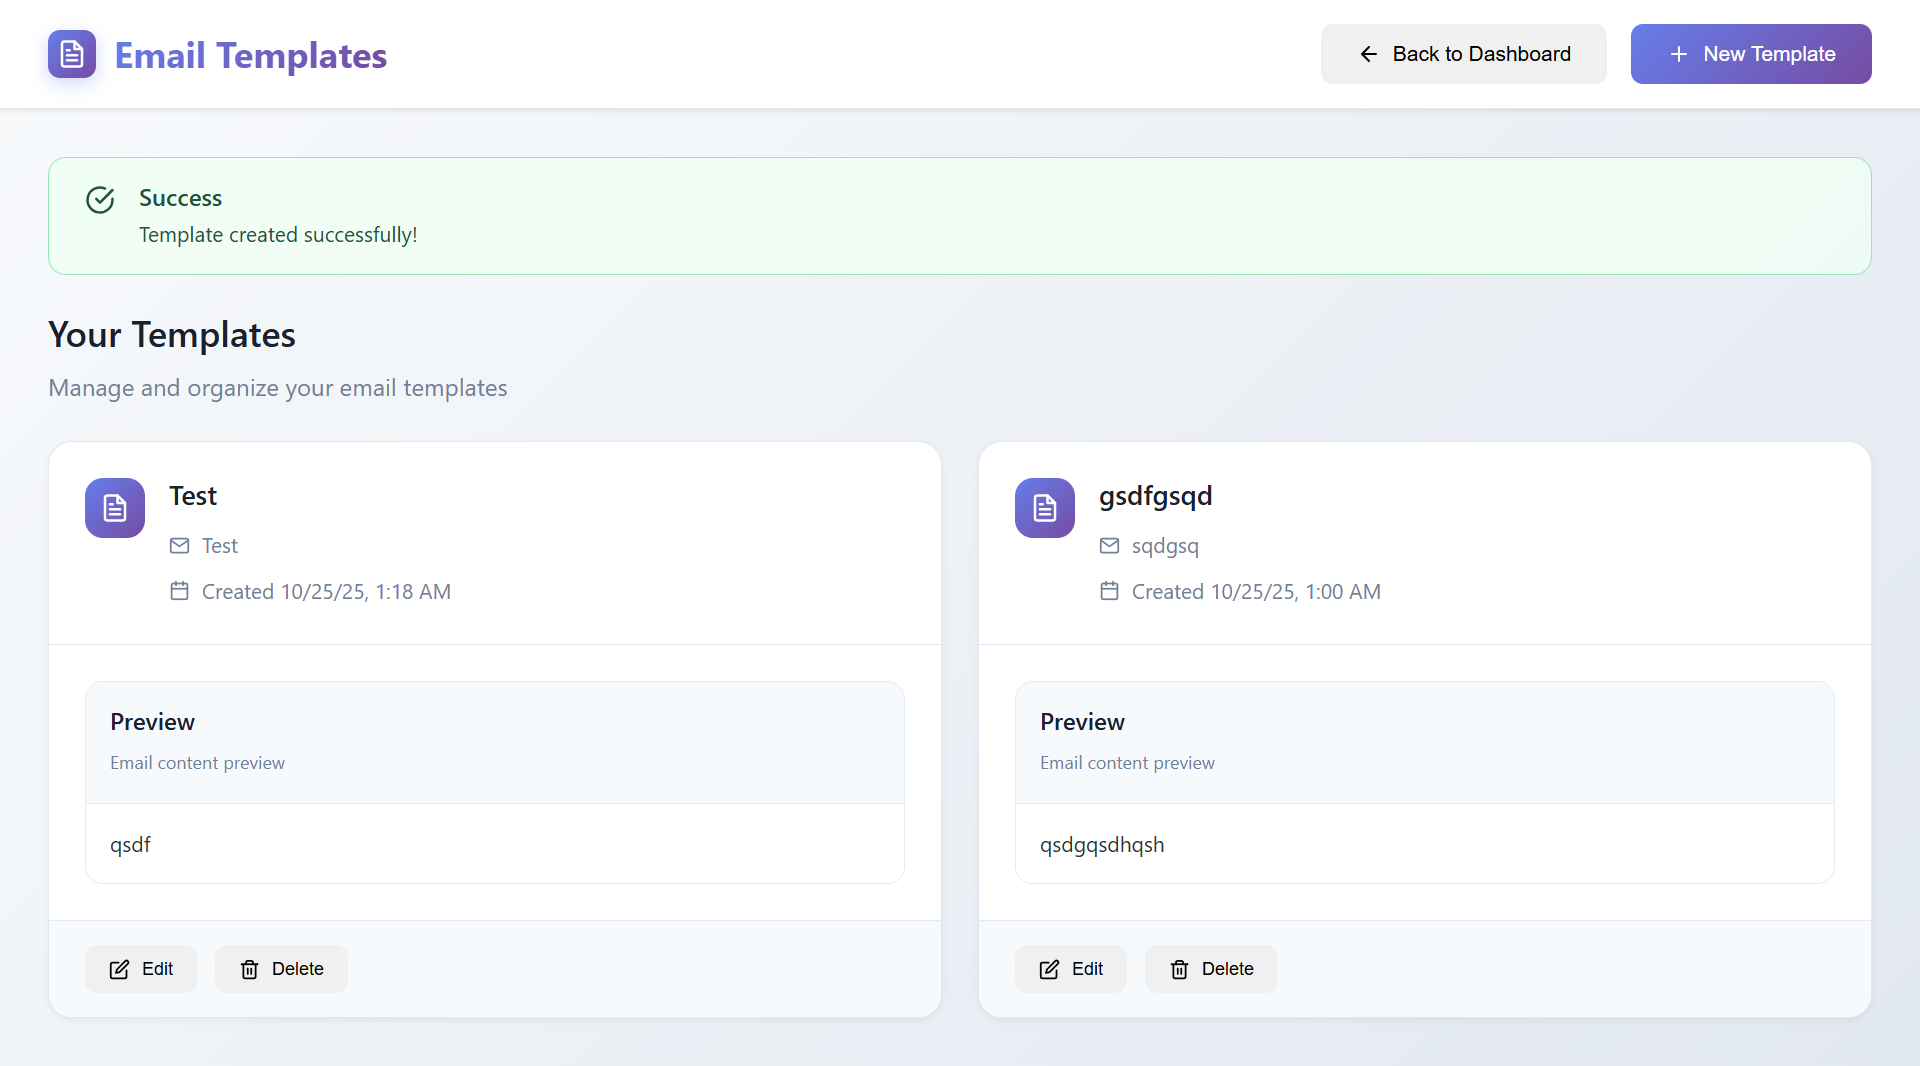 Email Templates
Back to Dashboard
New Template
Success
Template created successfully!
Your Templates
Manage and organize your email templates
Test
Test
Created 10/25/25, 1:18 AM
Preview
Email content preview
qsdf
Edit
Delete
gsdfgsqd
sqdgsq
Created 10/25/25, 1:00 AM
Preview
Email content preview
qsdgqsdhqsh
Edit
Delete